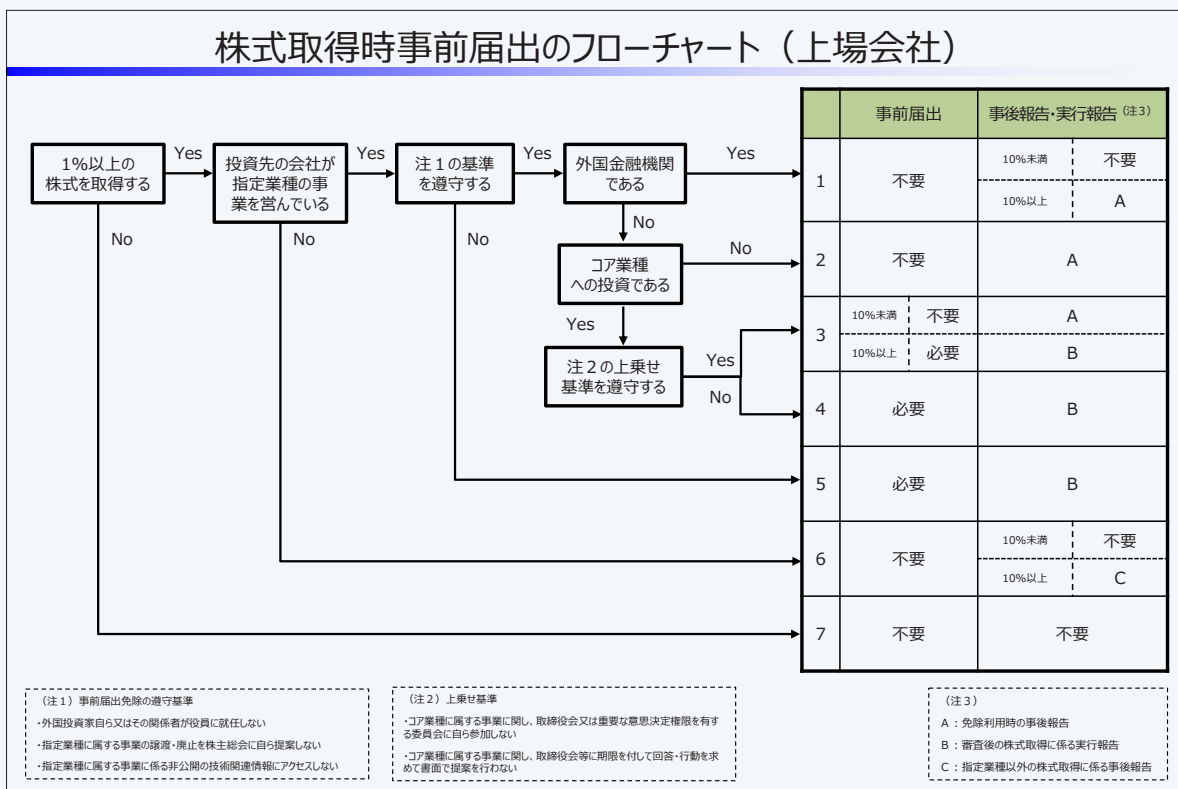 株式取得時事前届出のフローチャート（上場会社）
1%以上の
株式を取得する
Yes
No
投資先の会社が
指定業種の事
業を営んでいる
Yes
No
注１の基準
を遵守する
Yes
No
外国金融機関
である
Yes
No
コア業種
への投資である
No
Yes
注２の上乗せ
基準を遵守する
Yes
No
事前届出 事後報告・実行報告（注３）
1 不要 10%未満 不要
10%以上 A
2 不要 A
3 10%未満 不要 A
10%以上 必要 B
4 必要 B
5 必要 B
6 不要 10%未満 不要
10%以上 C
7 不要 不要
（注１）事前届出免除の遵守基準
・外国投資家自ら又はその関係者が役員に就任しない
・指定業種に属する事業の譲渡・廃止を株主総会に自ら提案しない
・指定業種に属する事業に係る非公開の技術関連情報にアクセスしない
（注２）上乗せ基準
・コア業種に属する事業に関し、取締役会又は重要な意思決定権限を有す
る委員会に自ら参加しない
・コア業種に属する事業に関し、取締役会等に期限を付して回答・行動を求
めて書面で提案を行わない
（注３）
A ： 免除利用時の事後報告
B ： 審査後の株式取得に係る実行報告
C ： 指定業種以外の株式取得に係る事後報告